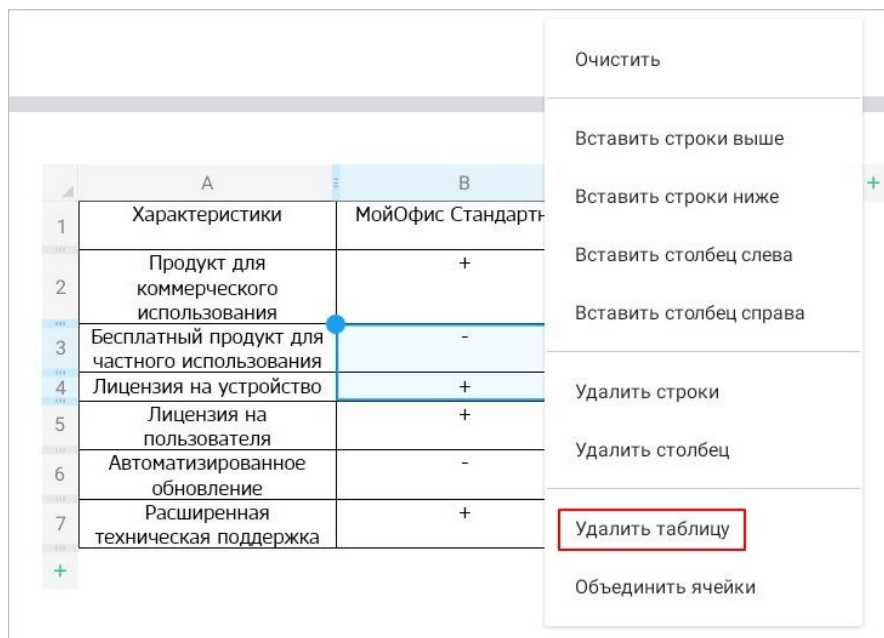 A B
1 Характеристики МойОфис Стандартн
2 Продукт для
коммерческого
использования +
3 Бесплатный продукт для
частного использования -
4 Лицензия на устройство +
5 Лицензия на
пользователя +
6 Автоматизированное
обновление -
7 Расширенная
техническая поддержка +
+
+
Очистить
Вставить строки выше
Вставить строки ниже
Вставить столбец слева
Вставить столбец справа
Удалить строки
Удалить столбец
Удалить таблицу
Объединить ячейки